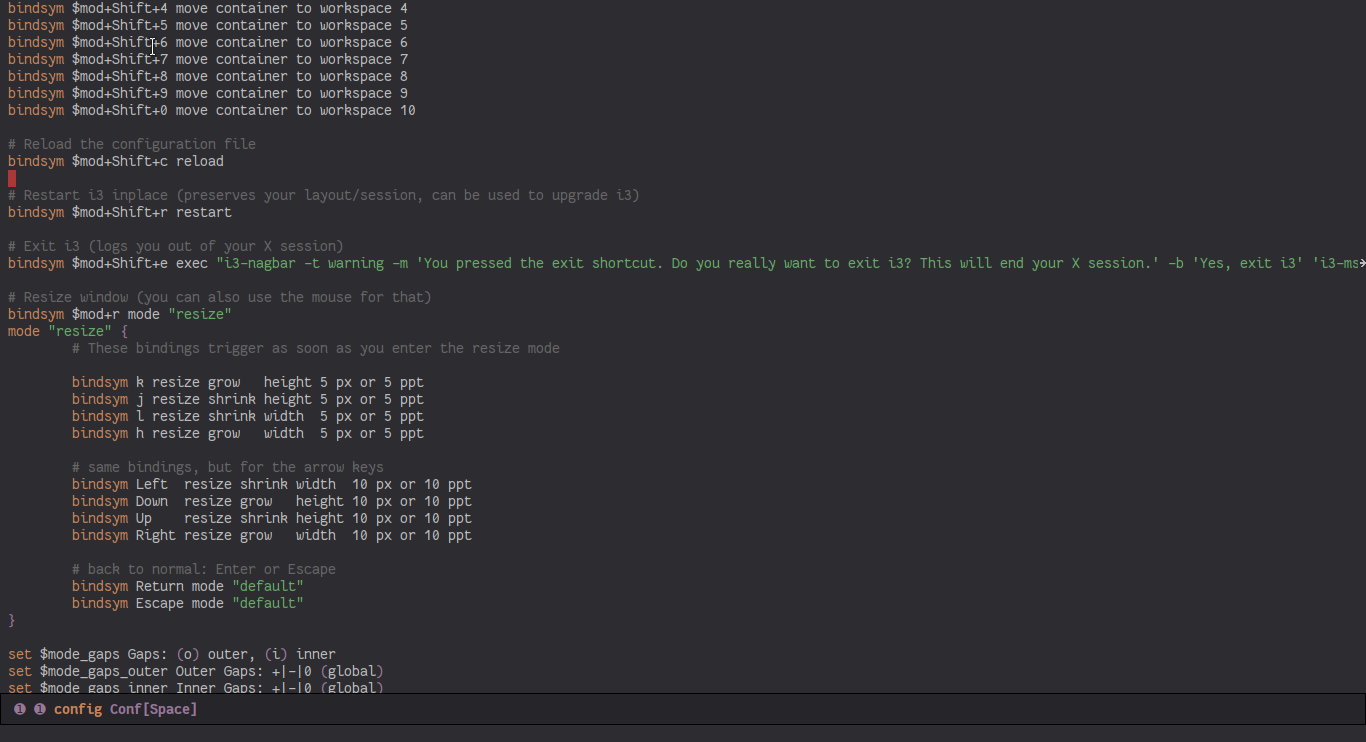 bindsym $mod+Shift+4 move container to workspace 4
bindsym $mod+Shift+5 move container to workspace 5
bindsym $mod+Shift+6 move container to workspace 6
bindsym $mod+Shift+7 move container to workspace 7
bindsym $mod+Shift+8 move container to workspace 8
bindsym $mod+Shift+9 move container to workspace 9
bindsym $mod+Shift+0 move container to workspace 10

# Reload the configuration file
bindsym $mod+Shift+c reload

# Restart i3 inplace (preserves your layout/session, can be used to upgrade i3)
bindsym $mod+Shift+r restart

# Exit i3 (logs you out of your X session)
bindsym $mod+Shift+e exec "i3-nagbar -t warning -m 'You pressed the exit shortcut. Do you really want to exit i3? This will end your X session.' -b 'Yes, exit i3' 'i3-ms

# Resize window (you can also use the mouse for that)
bindsym $mod+r mode "resize"
mode "resize" {
        # These bindings trigger as soon as you enter the resize mode

        bindsym k resize grow   height 5 px or 5 ppt
        bindsym j resize shrink height 5 px or 5 ppt
        bindsym l resize shrink width  5 px or 5 ppt
        bindsym h resize grow   width  5 px or 5 ppt

        # same bindings, but for the arrow keys
        bindsym Left  resize shrink width  10 px or 10 ppt
        bindsym Down  resize grow   height 10 px or 10 ppt
        bindsym Up    resize shrink height 10 px or 10 ppt
        bindsym Right resize grow   width  10 px or 10 ppt

        # back to normal: Enter or Escape
        bindsym Return mode "default"
        bindsym Escape mode "default"
}

set $mode_gaps Gaps: (o) outer, (i) inner
set $mode_gaps_outer Outer Gaps: +|-|0 (global)
set $mode_gaps_inner Inner Gaps: +|-|0 (global)
❶ ❶ config Conf[Space]